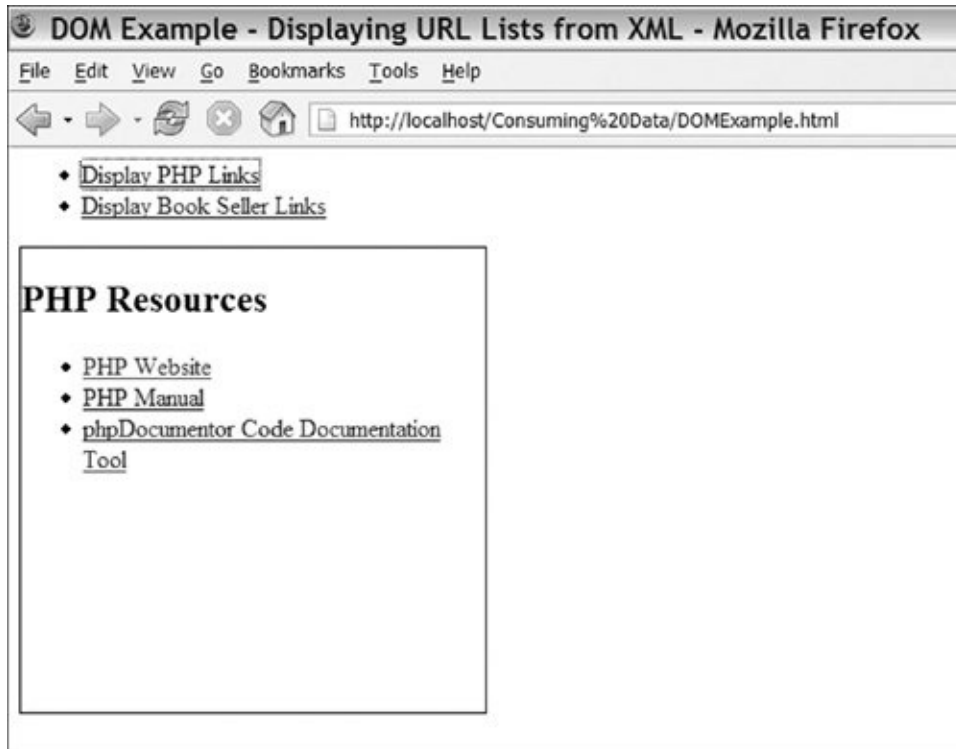 DOM Example - Displaying URL Lists from XML - Mozilla Firefox
File Edit View Go Bookmarks Tools Help
http://localhost/Consuming%20Data/DOMExample.html
Display PHP Links
Display Book Seller Links
PHP Resources
PHP Website
PHP Manual
phpDocumentor Code Documentation
Tool